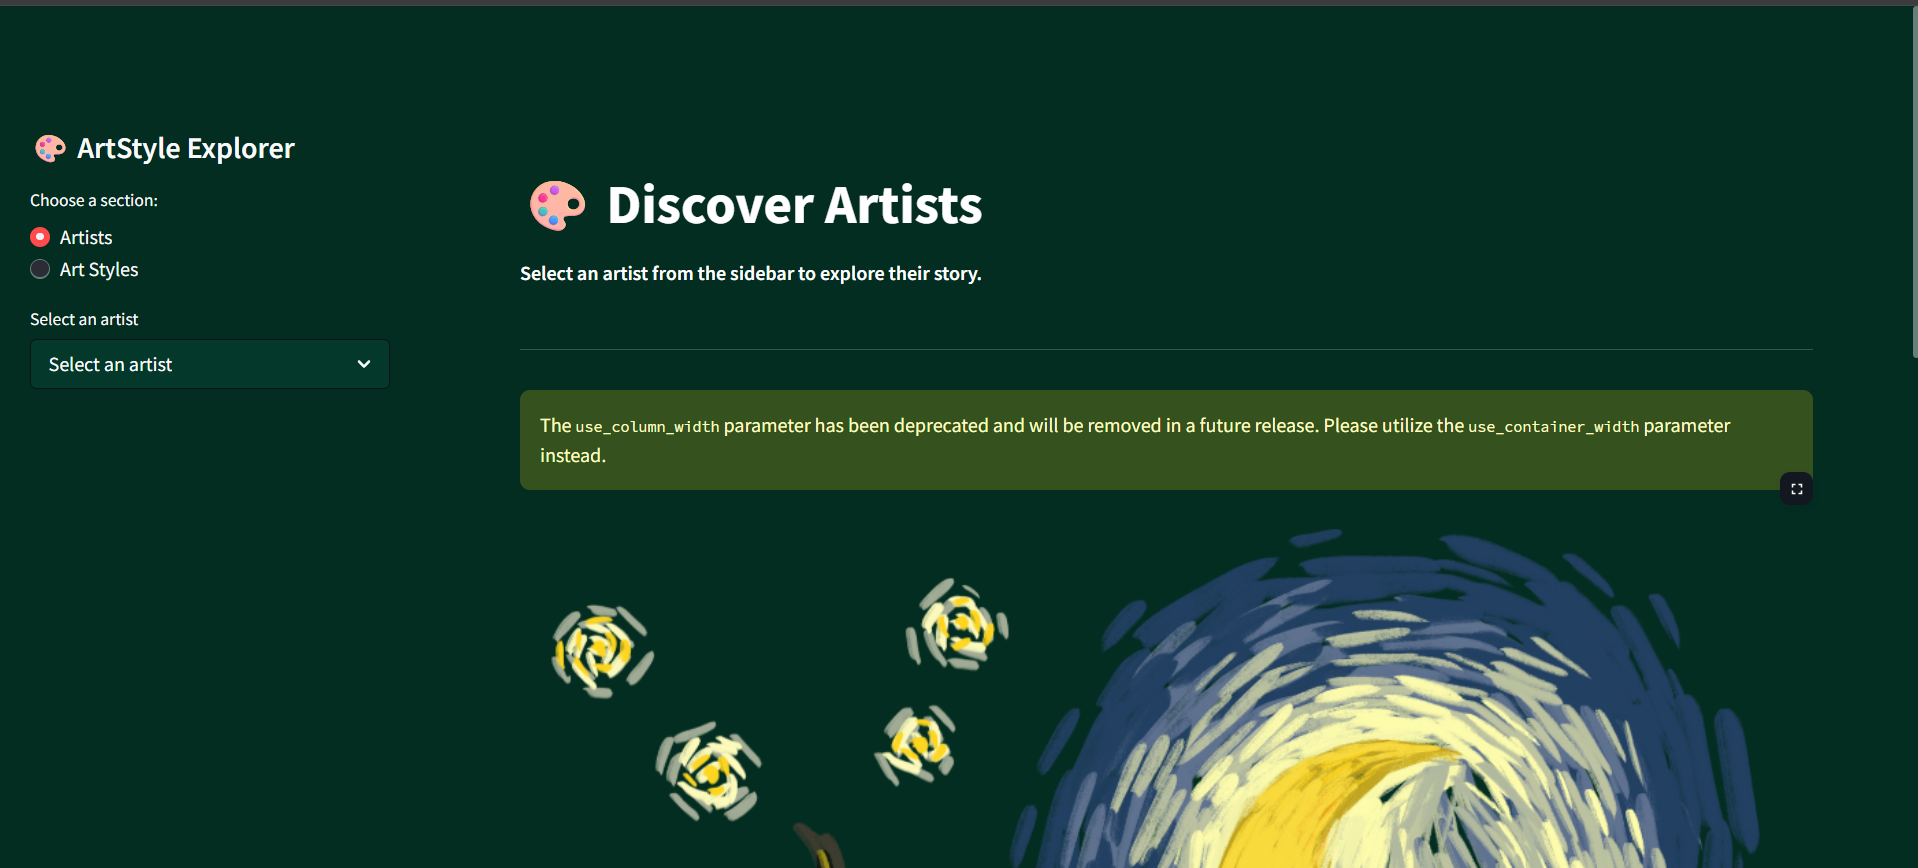 ArtStyle Explorer
Choose a section:
Artists
Art Styles
Select an artist
Select an artist
Discover Artists
Select an artist from the sidebar to explore their story.
The use_column_width parameter has been deprecated and will be removed in a future release. Please utilize the use_container_width parameter
instead.